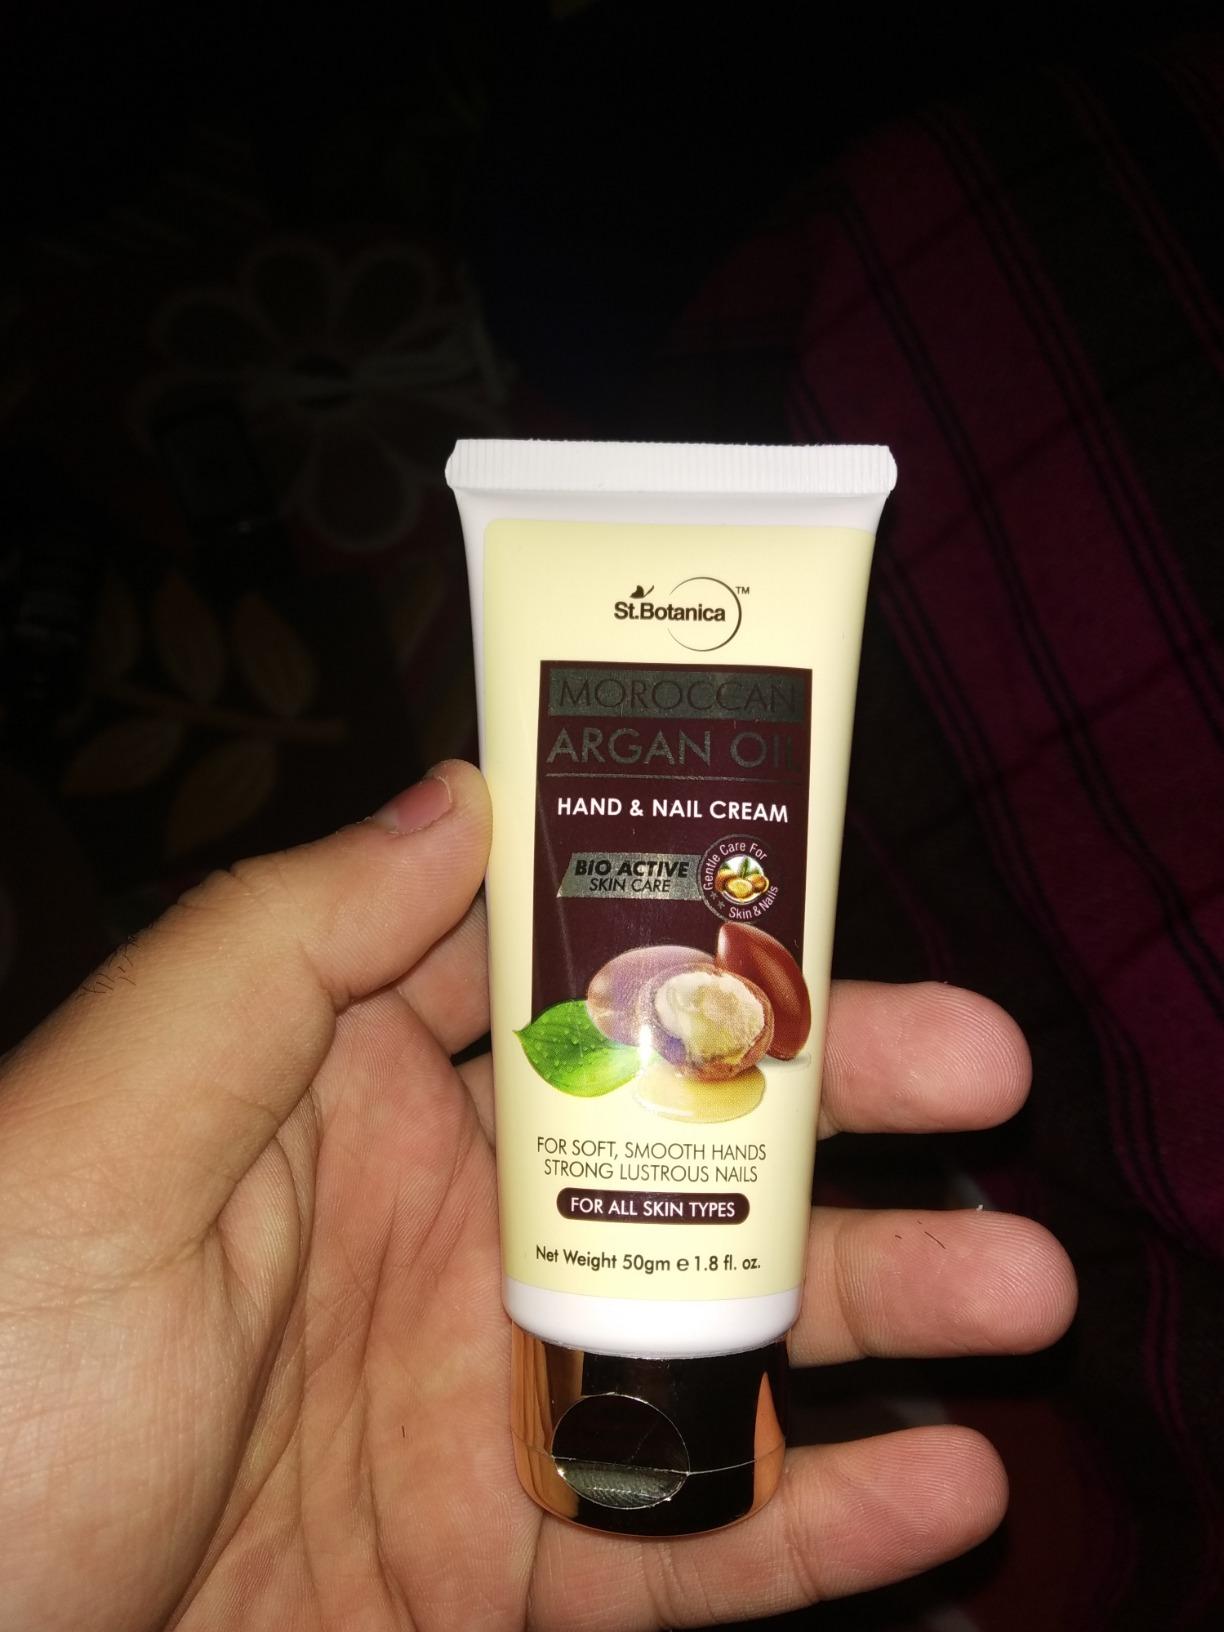 St.Botanica™
MOROCCAN
ARGAN OIL
HAND & NAIL CREAM
BIO ACTIVE
SKIN CARE
Gentle Care For
Skin & Nails
FOR SOFT, SMOOTH HANDS
STRONG LUSTROUS NAILS
FOR ALL SKIN TYPES
Net Weight 50gm e 1.8 fl. oz.